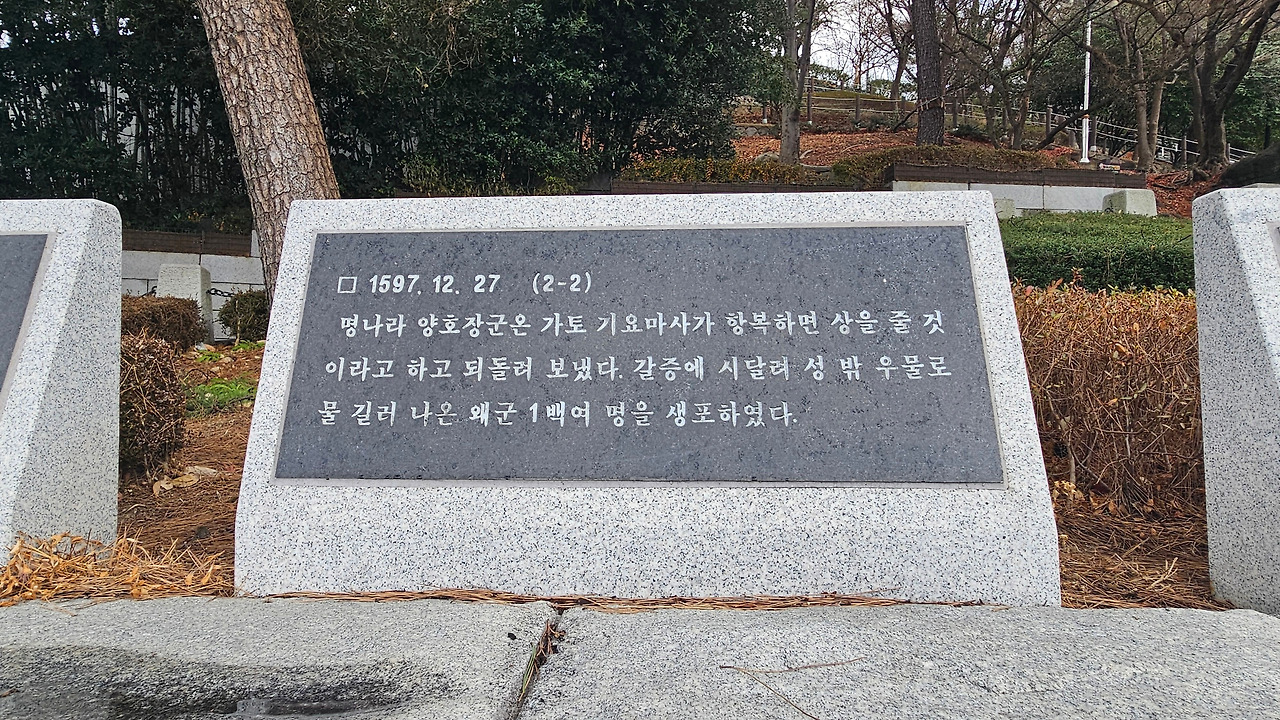 □ 1597. 12. 27 (2-2)
명나라 양호장군은 가토 기요마사가 항복하면 상을 줄 것
이라고 하고 되돌려 보냈다. 갈증에 시달려 성 밖 우물로
물 길러 나온 왜군 1백여 명을 생포하였다.